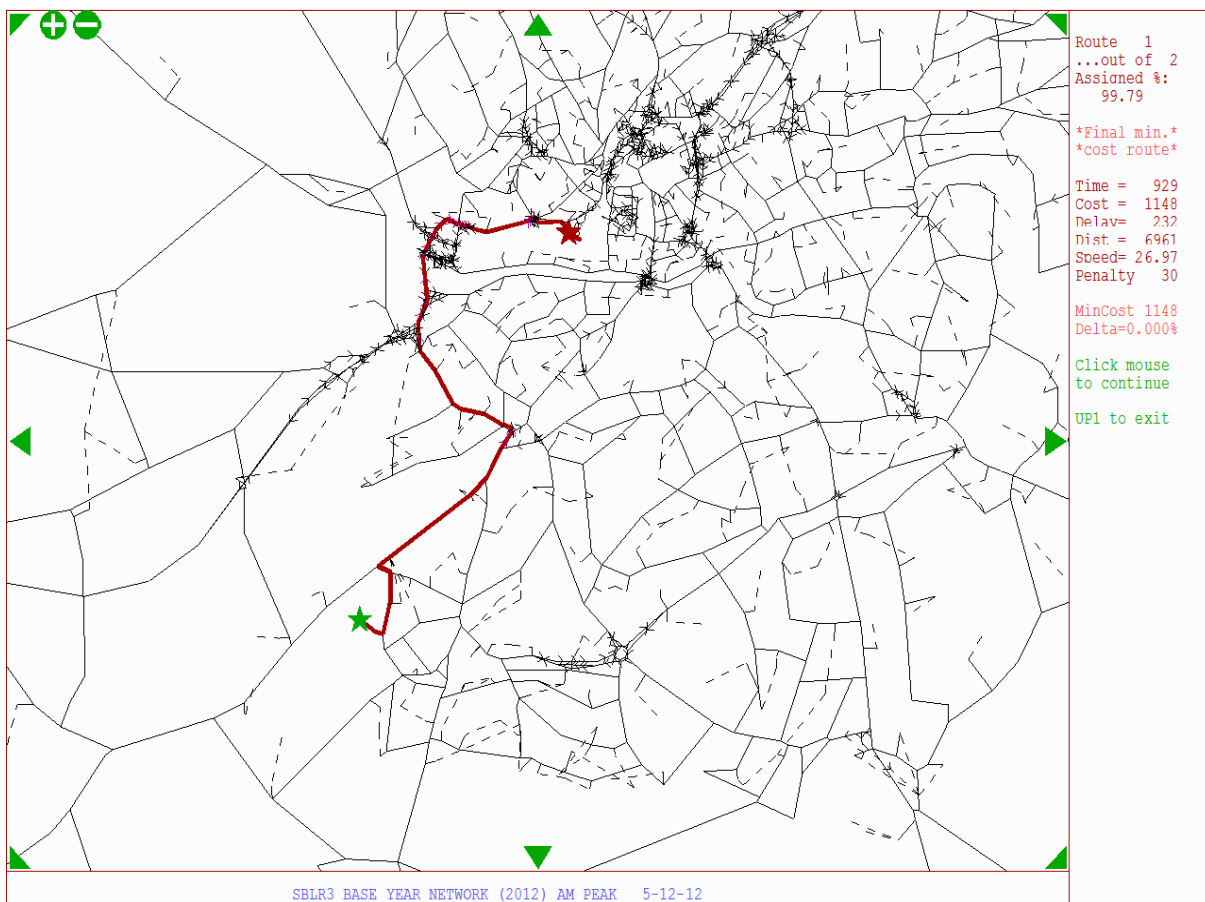 Route 1
...out of 2
Assigned %:
99.79
*Final min.*
*cost route*
Time = 929
Cost = 1148
Delay= 232
Dist = 6961
Speed= 26.97
Penalty 30
MinCost 1148
Delta=0.000%
Click mouse
to continue
UP1 to exit
SBLR3 BASE YEAR NETWORK (2012) AM PEAK 5-12-12